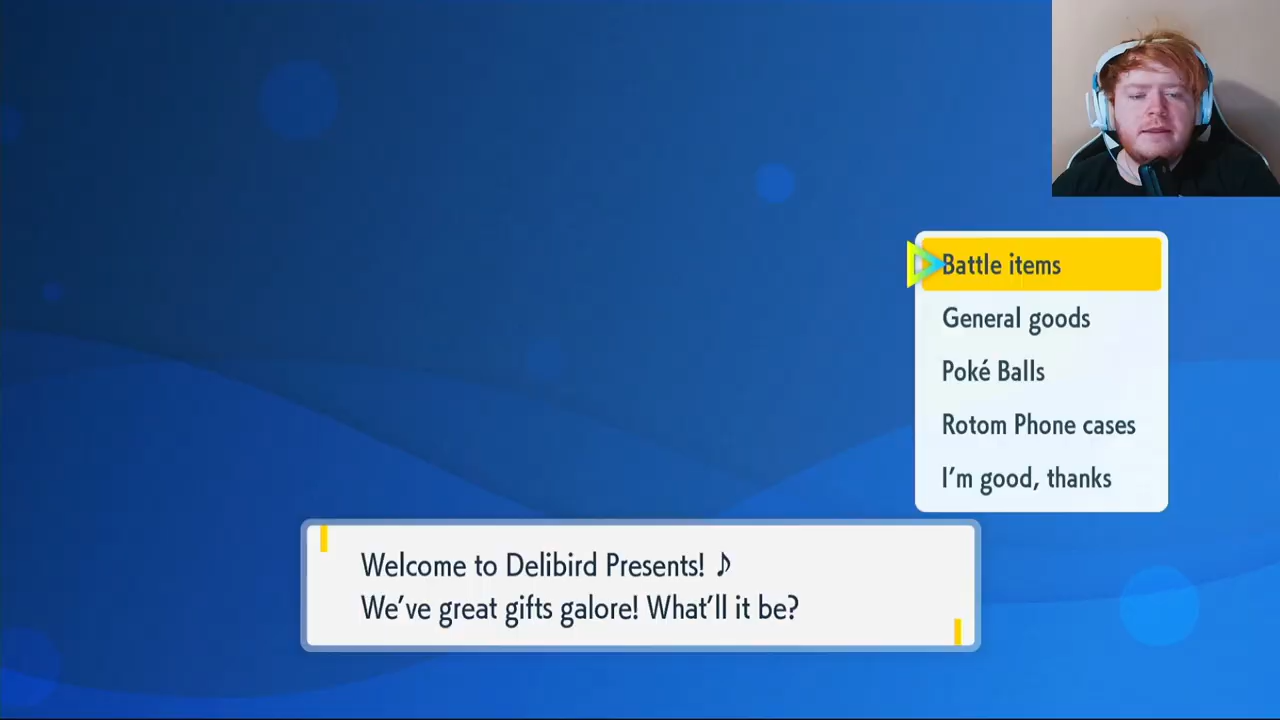 Battle items
General goods
Poké Balls
Rotom Phone cases
I'm good, thanks
Welcome to Delibird Presents! ♪
We've great gifts galore! What'll it be?